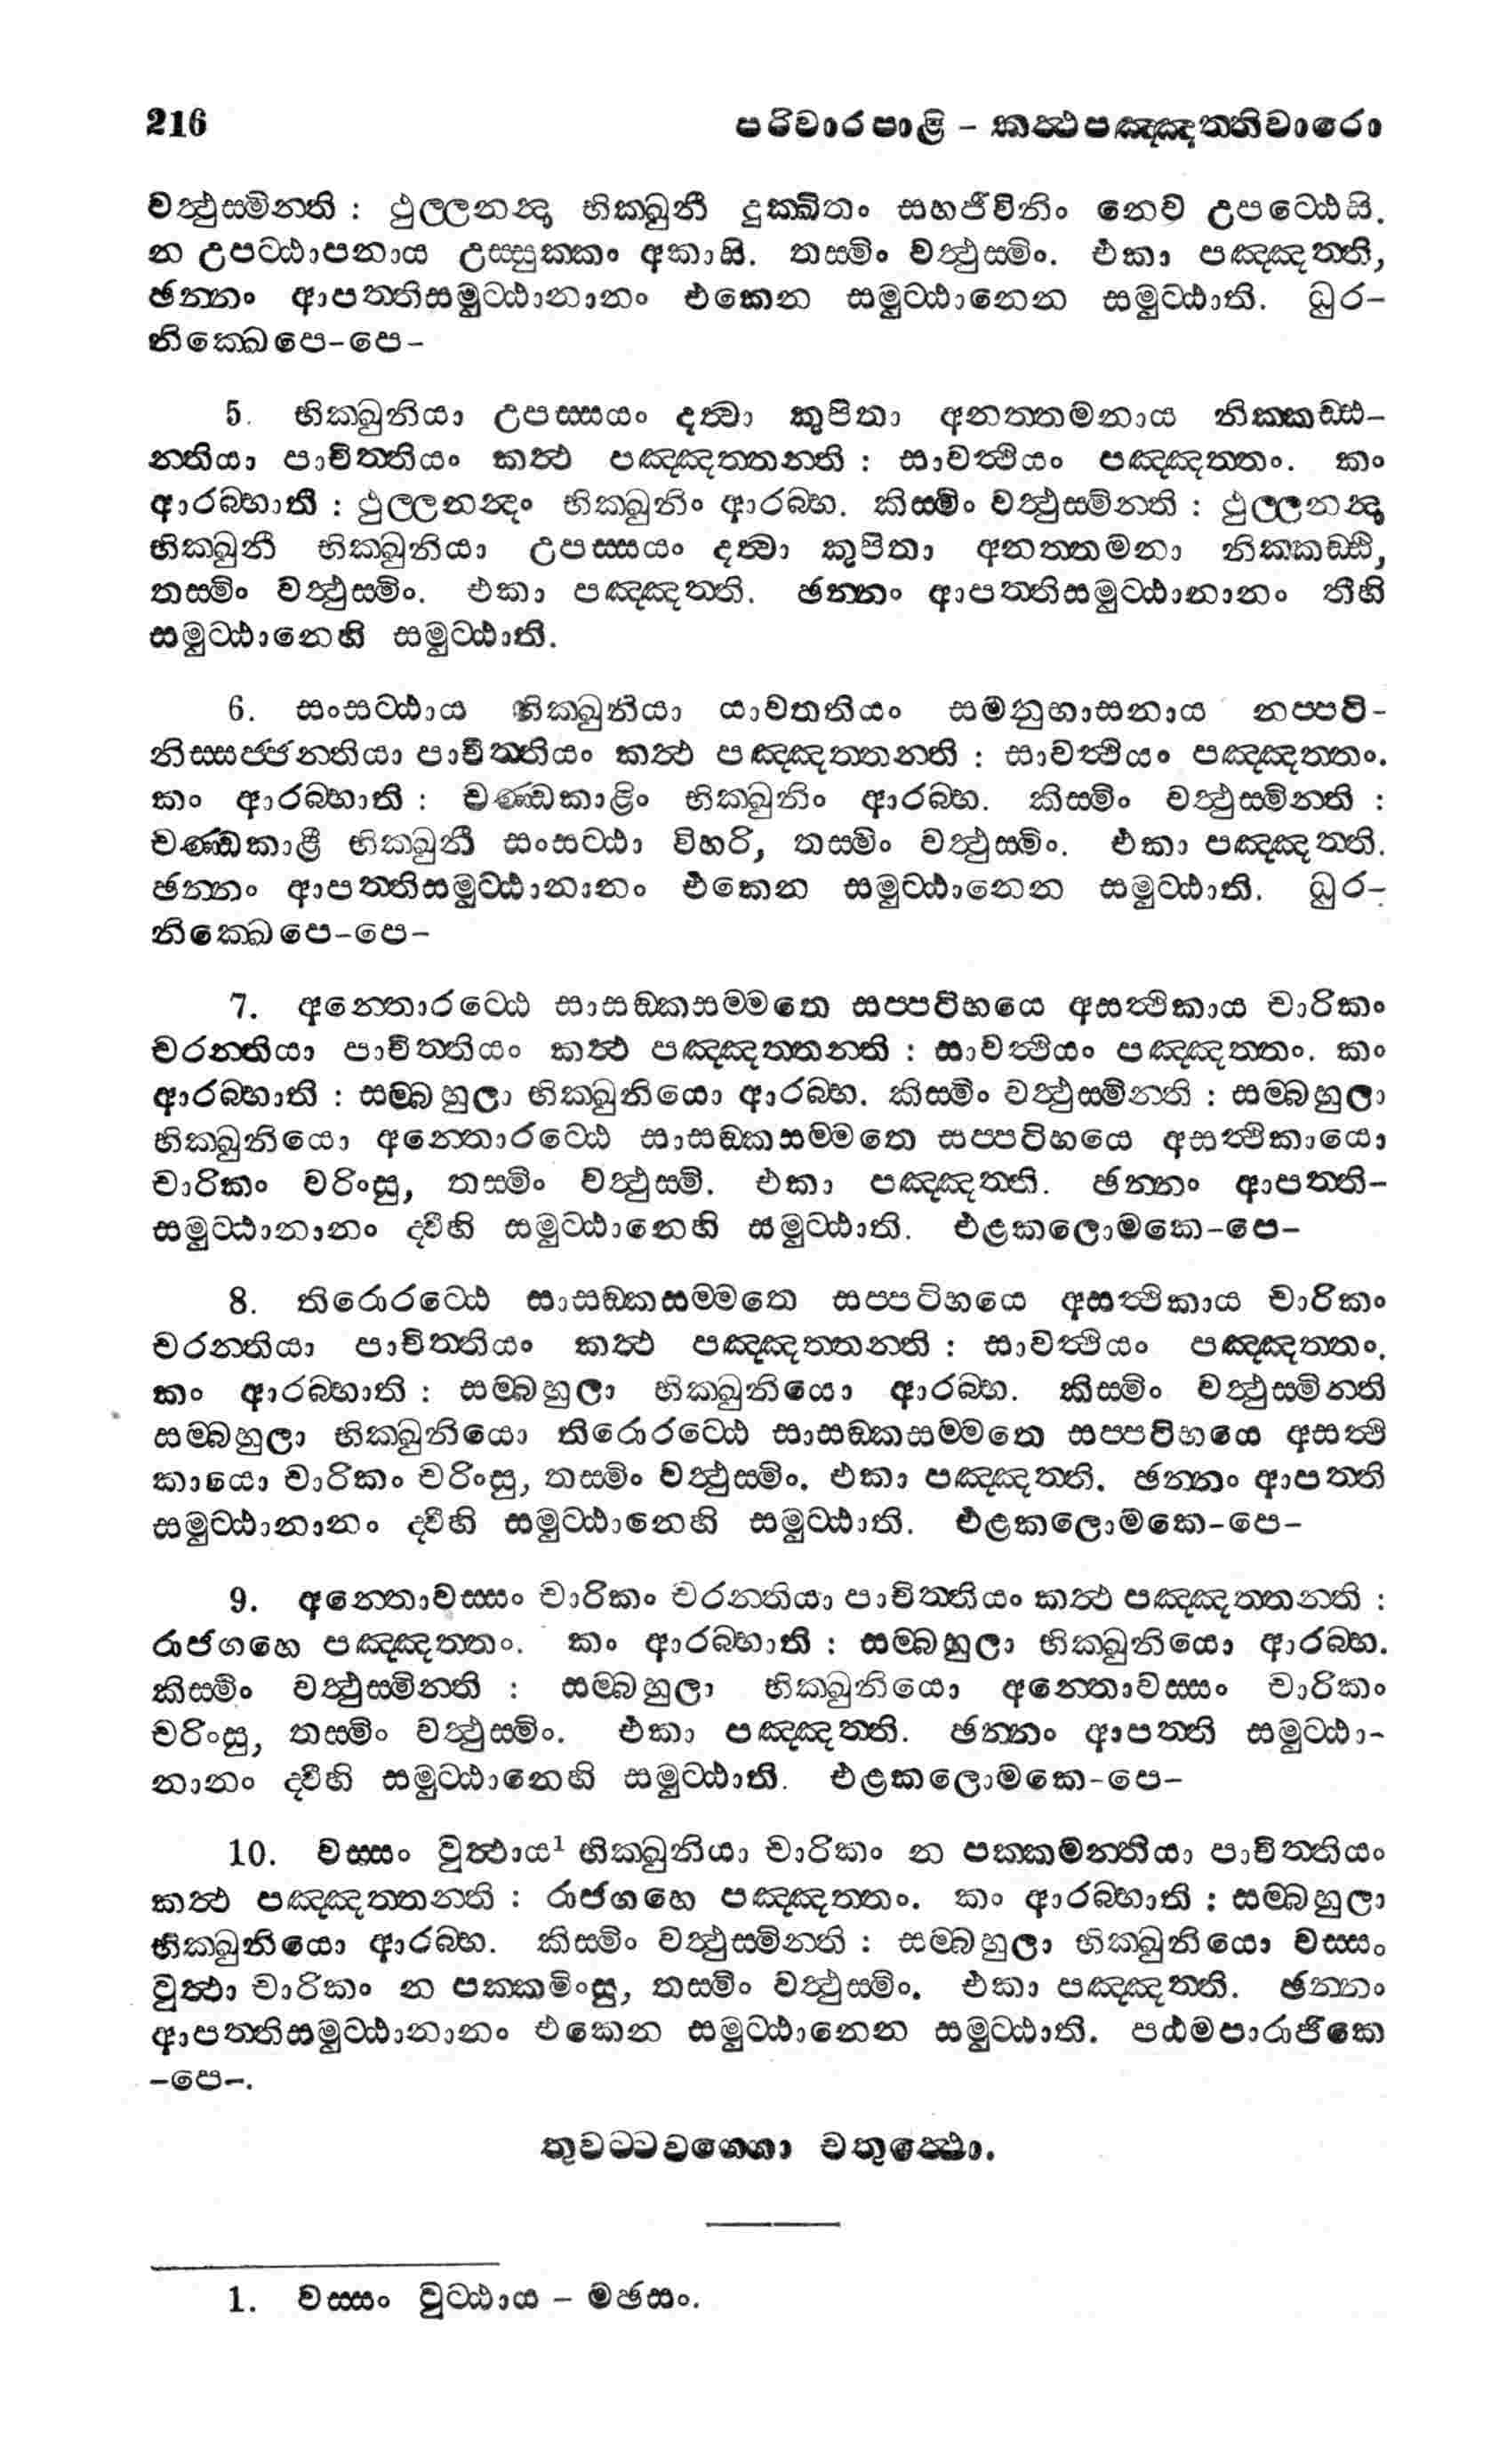 216 පරිවාරපාළි – කත්‍ථපඤ්ඤත්තිවාරො
වත්‍ථුස්මින්ති : ථුල්ලනන්‍දා භික්ඛුනී දුක්ඛිතං සහජීවිනිං නෙව උපට්ඨෙසි.
න උපට්ඨාපනාය උස්සුක්කං අකාසි. තස්මිං වත්‍ථුස්මිං. එකා පඤ්ඤත්ති,
ඡන්නං ආපත්තිසමුට්ඨානානං එකෙන සමුට්ඨානෙන සමුට්ඨාති. ධුර–
නික්ඛෙපෙ–පෙ–
5. භික්ඛුනියා උපස්සයං දත්‍වා කුපිතා අනත්තමනාය නික්කඩ්ඪ–
න්තියා පාචිත්තියං කත්‍ථ පඤ්ඤත්තන්ති : සාවත්‍ථියං පඤ්ඤත්තං. කං
ආරබ්භාති : ථුල්ලනන්‍දං භික්ඛුනිං ආරබ්භ. කිස්මිං වත්‍ථුස්මින්ති : ථුල්ලනන්‍දා
භික්ඛුනී භික්ඛුනියා උපස්සයං දත්‍වා කුපිතා අනත්තමනා නික්කඩ්ඪි,
තස්මිං වත්‍ථුස්මිං. එකා පඤ්ඤත්ති. ඡන්නං ආපත්තිසමුට්ඨානානං තීහි
සමුට්ඨානෙහි සමුට්ඨාති.
6. සංසට්ඨාය භික්ඛුනියා යාවතතියං සමනුභාසනාය නප්පටි–
නිස්සජ්ජන්තියා පාචිත්තියං කත්‍ථ පඤ්ඤත්තන්ති : සාවත්‍ථියං පඤ්ඤත්තං.
කං ආරබ්භාති : චණ්ඩකාළිං භික්ඛුනිං ආරබ්භ. කිස්මිං වත්‍ථුස්මින්ති :
චණ්ඩකාළී භික්ඛුනී සංසට්ඨා විහරි, තස්මිං වත්‍ථුස්මිං. එකා පඤ්ඤත්ති.
ඡන්නං ආපත්තිසමුට්ඨානානං එකෙන සමුට්ඨානෙන සමුට්ඨාති. ධුර–
නික්ඛෙපෙ–පෙ–
7. අන්තොරට්ඨෙ සාසඞ්කසම්මතෙ සප්පටිභයෙ අසත්‍ථිකාය චාරිකං
චරන්තියා පාචිත්තියං කත්‍ථ පඤ්ඤත්තන්ති : සාවත්‍ථියං පඤ්ඤත්තං. කං
ආරබ්භාති : සම්බහුලා භික්ඛුනියො ආරබ්භ. කිස්මිං වත්‍ථුස්මින්ති : සම්බහුලා
භික්ඛුනියො අන්තොරට්ඨෙ සාසඞ්කසම්මතෙ සප්පටිභයෙ අසත්‍ථිකායො
චාරිකං චරිංසු, තස්මිං වත්‍ථුස්මි. එකා පඤ්ඤත්ති. ඡන්නං ආපත්ති–
සමුට්ඨානානං ද්වීහි සමුට්ඨානෙහි සමුට්ඨාති. එළකලොමකෙ–පෙ–
8. තිරොරට්ඨෙ සාසඞ්කසම්මතෙ සප්පටිභයෙ අසත්‍ථිකාය චාරිකං
චරන්තියා පාචිත්තියං කත්‍ථ පඤ්ඤත්තන්ති : සාවත්‍ථියං පඤ්ඤත්තං.
කං ආරබ්භාති : සම්බහුලා භික්ඛුනියො ආරබ්භ. කිස්මිං වත්‍ථුස්මින්ති
සම්බහුලා භික්ඛුනියො තිරොරට්ඨෙ සාසඞ්කසම්මතෙ සප්පටිභයෙ අසත්‍ථි
කායො චාරිකං චරිංසු, තස්මිං වත්‍ථුස්මිං. එකා පඤ්ඤත්ති. ඡන්නං ආපත්ති
සමුට්ඨානානං ද්වීහි සමුට්ඨානෙහි සමුට්ඨාති. එළකලොමකෙ–පෙ–
9. අන්තොවස්සං චාරිකං චරන්තියා පාචිත්තියං කත්‍ථ පඤ්ඤත්තන්ති :
රාජගහෙ පඤ්ඤත්තං. කං ආරබ්භාති : සම්බහුලා භික්ඛුනියො ආරබ්භ.
කිස්මිං වත්‍ථුස්මින්ති : සම්බහුලා භික්ඛුනියො අන්තොවස්සං චාරිකං
චරිංසු, තස්මිං වත්‍ථුස්මිං. එකා පඤ්ඤත්ති. ඡන්නං ආපත්ති සමුට්ඨා–
නානං ද්වීහි සමුට්ඨානෙහි සමුට්ඨාති. එළකලොමකෙ–පෙ–
10. වස්සං වුත්‍ථාය¹ භික්ඛුනියා චාරිකං න පක්කමන්තියා පාචිත්තියං
කත්‍ථ පඤ්ඤත්තන්ති : රාජගහෙ පඤ්ඤත්තං. කං ආරබ්භාති : සම්බහුලා
භික්ඛුනියො ආරබ්භ. කිස්මිං වත්‍ථුස්මින්ති : සම්බහුලා භික්ඛුනියො වස්සං
වුත්‍ථා චාරිකං න පක්කමිංසු, තස්මිං වත්‍ථුස්මිං. එකා පඤ්ඤත්ති. ඡන්නං
ආපත්තිසමුට්ඨානානං එකෙන සමුට්ඨානෙන සමුට්ඨාති. පඨමපාරාජිකෙ
–පෙ–.
තුවට්ටවග්ගො චතුත්‍ථො.
1. වස්සං වුට්ඨාය – මඡසං.